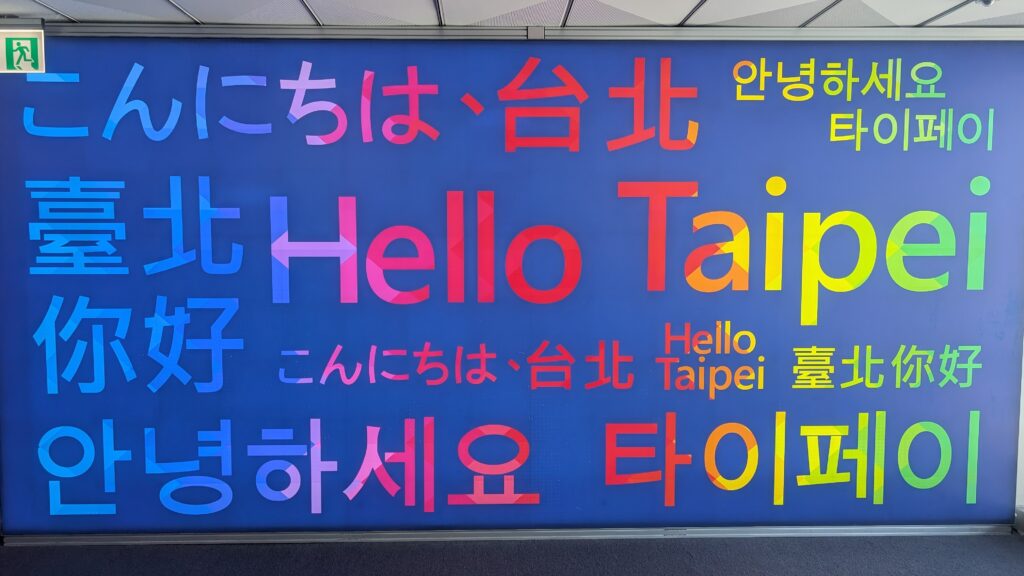 こんにちは、台北
안녕하세요
타이페이
臺北
你好
Hello Taipei
こんにちは、台北
Hello
Taipei
臺北你好
안녕하세요 타이페이